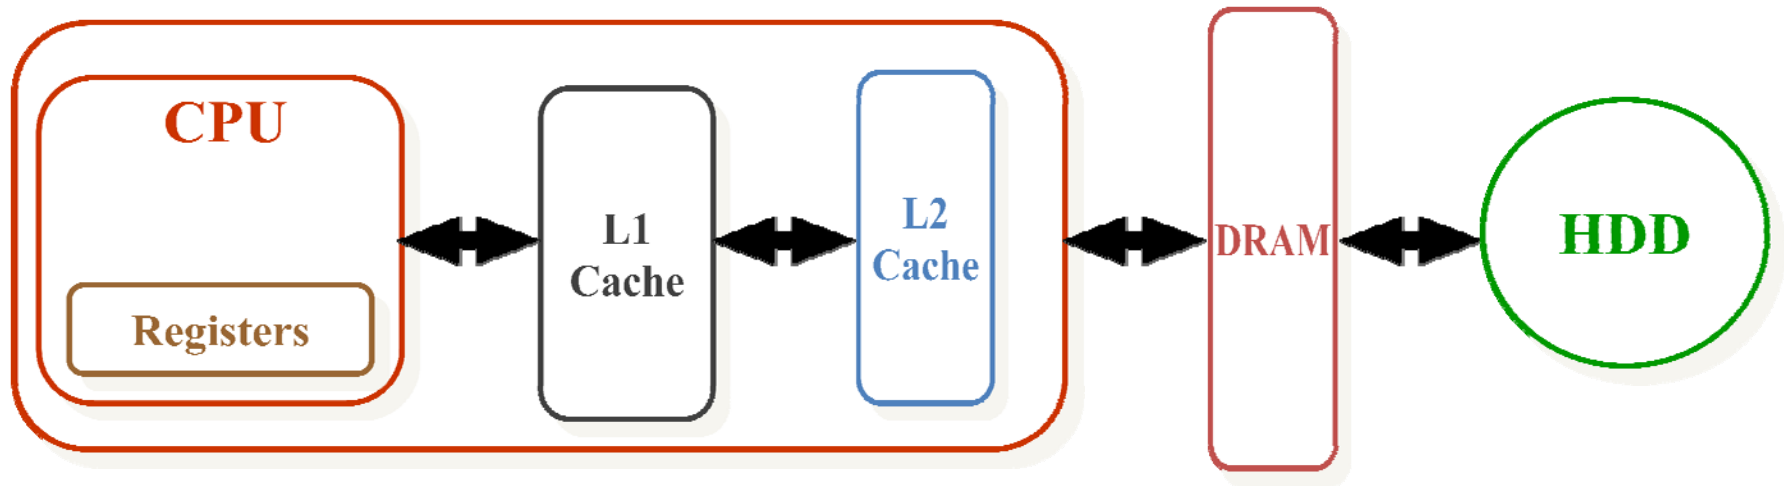 CPU
Registers
L1
Cache
L2
Cache
DRAM
HDD